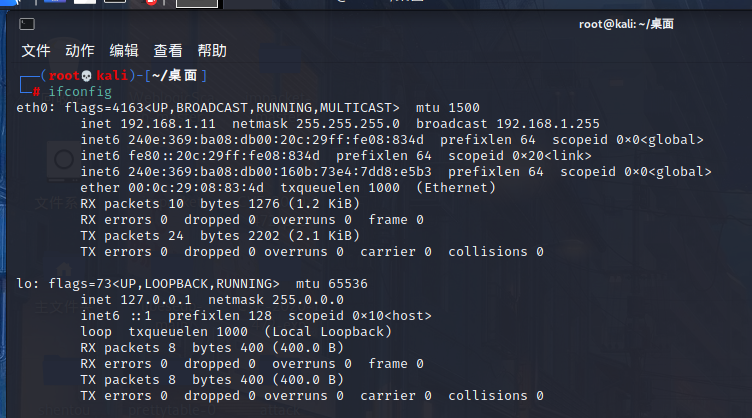 root@kali: ~/桌面
文件 动作 编辑 查看 帮助
┌──(root💀kali)-[~/桌面]
└─# ifconfig
eth0: flags=4163<UP,BROADCAST,RUNNING,MULTICAST>  mtu 1500
        inet 192.168.1.11  netmask 255.255.255.0  broadcast 192.168.1.255
        inet6 240e:369:ba08:db00:20c:29ff:fe08:834d  prefixlen 64  scopeid 0×0<global>
        inet6 fe80::20c:29ff:fe08:834d  prefixlen 64  scopeid 0×20<link>
        inet6 240e:369:ba08:db00:160b:73e4:7dd8:e5b3  prefixlen 64  scopeid 0×0<global>
        ether 00:0c:29:08:83:4d  txqueuelen 1000  (Ethernet)
        RX packets 10  bytes 1276 (1.2 KiB)
        RX errors 0  dropped 0  overruns 0  frame 0
        TX packets 24  bytes 2202 (2.1 KiB)
        TX errors 0  dropped 0 overruns 0  carrier 0  collisions 0

lo: flags=73<UP,LOOPBACK,RUNNING>  mtu 65536
        inet 127.0.0.1  netmask 255.0.0.0
        inet6 ::1  prefixlen 128  scopeid 0×10<host>
        loop  txqueuelen 1000  (Local Loopback)
        RX packets 8  bytes 400 (400.0 B)
        RX errors 0  dropped 0  overruns 0  frame 0
        TX packets 8  bytes 400 (400.0 B)
        TX errors 0  dropped 0 overruns 0  carrier 0  collisions 0